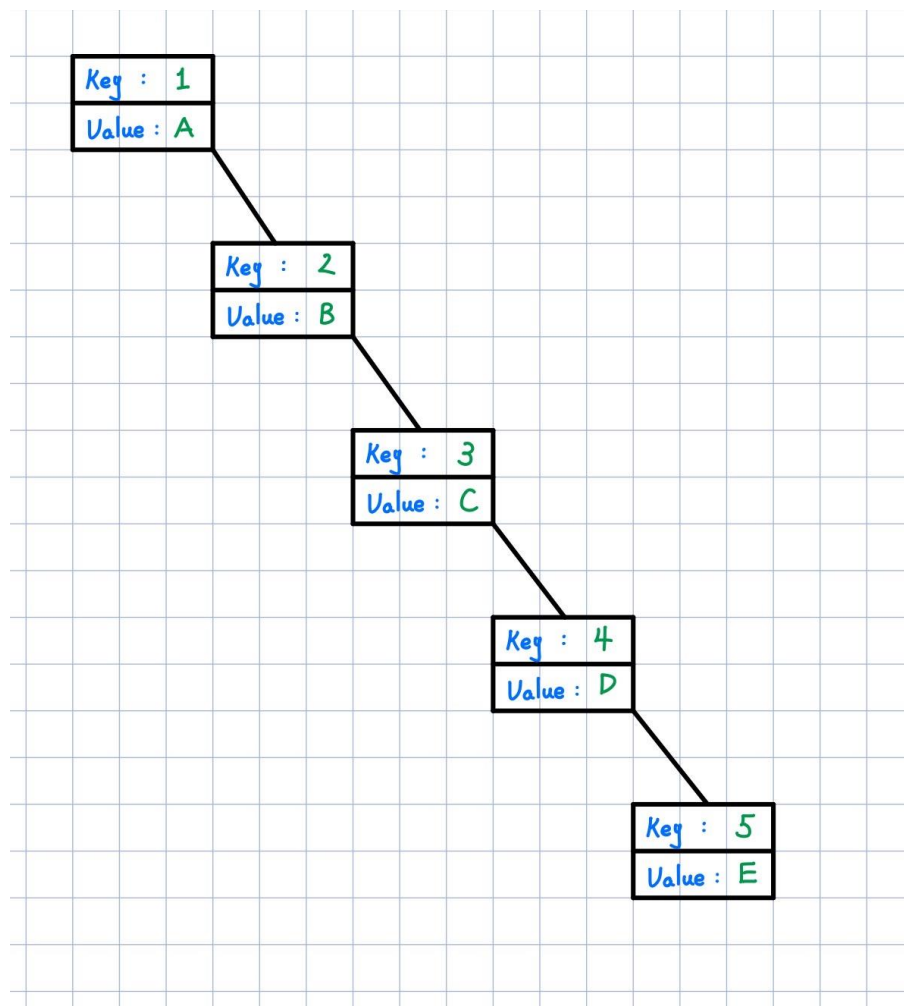 Key : 1
Value : A
Key : 2
Value : B
Key : 3
Value : C
Key : 4
Value : D
Key : 5
Value : E